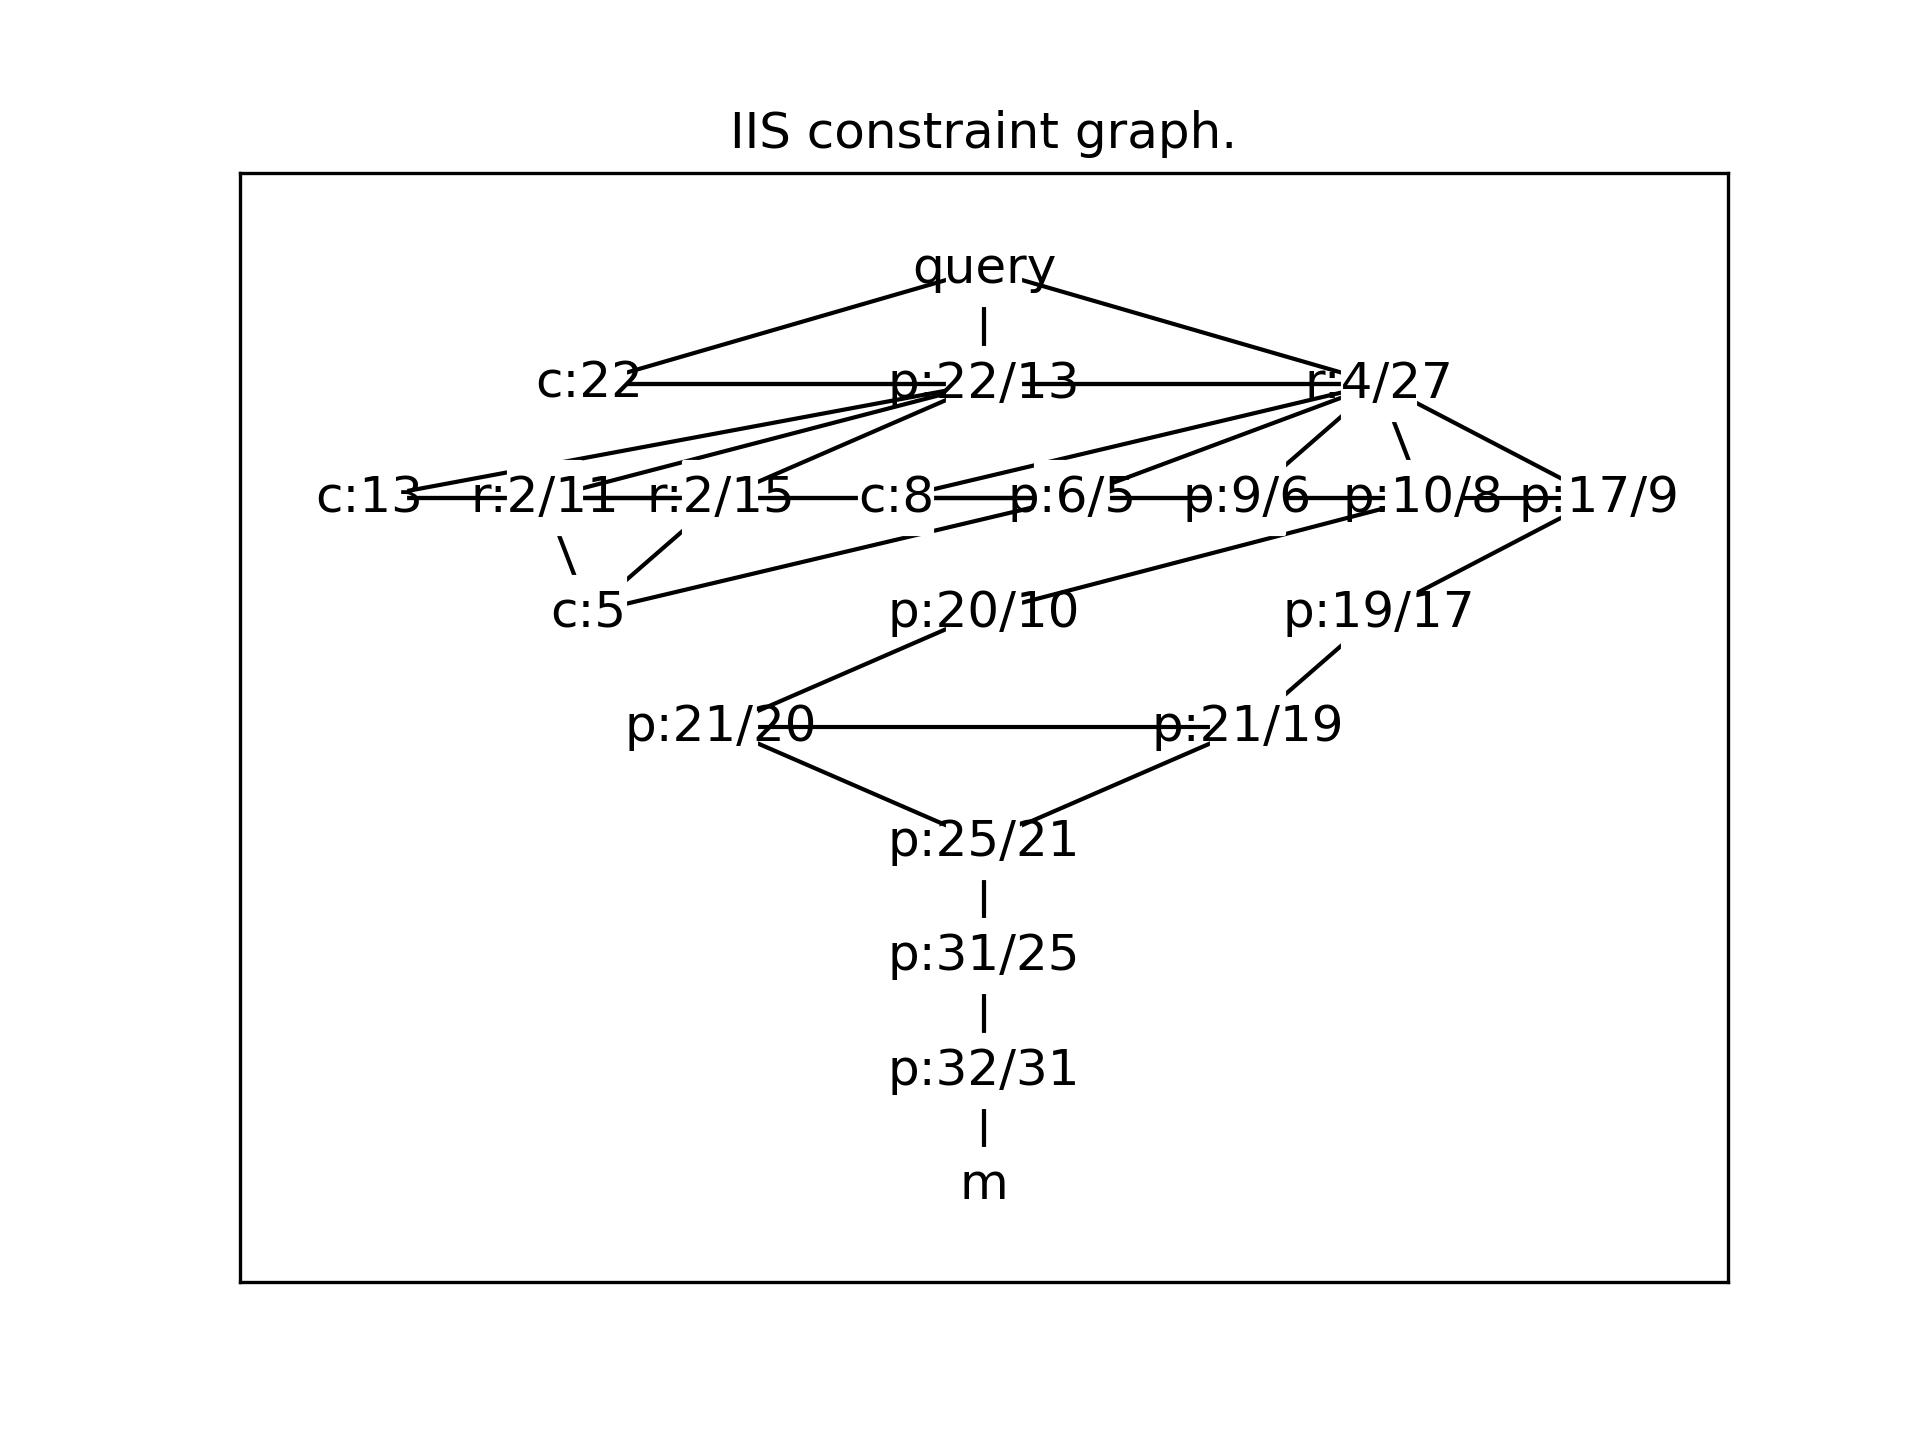 IIS constraint graph.
query
c:22 p:22/13 r:4/27
c:13 r:2/11 r:2/15 c:8 p:6/5 p:9/6 p:10/8 p:17/9
c:5 p:20/10 p:19/17
p:21/20 p:21/19
p:25/21
p:31/25
p:32/31
m